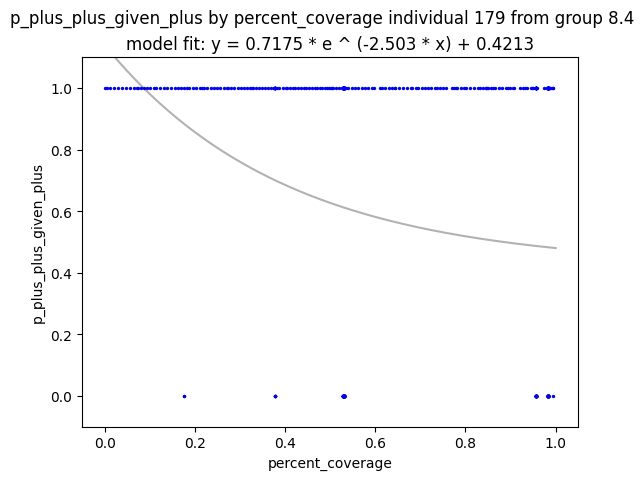 p_plus_plus_given_plus by percent_coverage individual 179 from group 8.4
model fit: y = 0.7175 * e ^ (-2.503 * x) + 0.4213
1.0
0.8
0.6
0.4
0.2
0.0
p_plus_plus_given_plus
0.0 0.2 0.4 0.6 0.8 1.0
percent_coverage